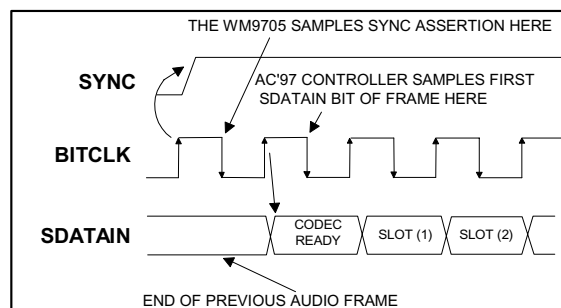 THE WM9705 SAMPLES SYNC ASSERTION HERE
SYNC
AC'97 CONTROLLER SAMPLES FIRST
SDATAIN BIT OF FRAME HERE
BITCLK
SDATAIN
CODEC
READY
SLOT (1)
SLOT (2)
END OF PREVIOUS AUDIO FRAME